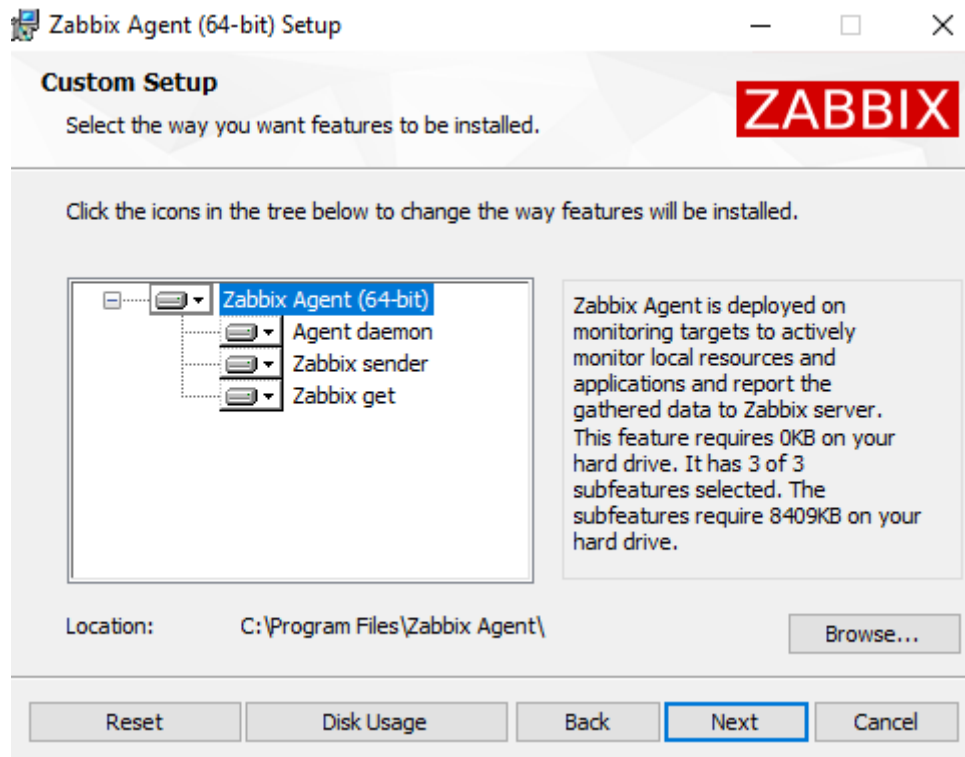 Zabbix Agent (64-bit) Setup
Custom Setup
Select the way you want features to be installed.
ZABBIX
Click the icons in the tree below to change the way features will be installed.
Zabbix Agent (64-bit)
Agent daemon
Zabbix sender
Zabbix get
Zabbix Agent is deployed on
monitoring targets to actively
monitor local resources and
applications and report the
gathered data to Zabbix server.
This feature requires 0KB on your
hard drive. It has 3 of 3
subfeatures selected. The
subfeatures require 8409KB on your
hard drive.
Location: C:\Program Files\Zabbix Agent\
Browse...
Reset Disk Usage Back Next Cancel